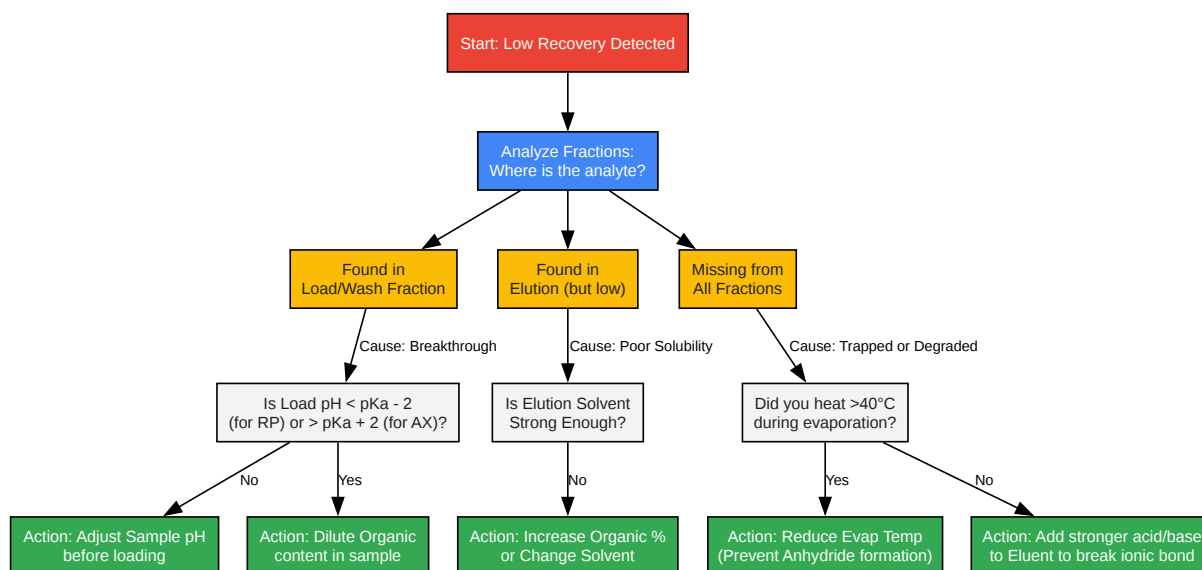 Start: Low Recovery Detected
Analyze Fractions:
Where is the analyte?
Found in
Load/Wash Fraction
Found in
Elution (but low)
Missing from
All Fractions
Cause: Breakthrough
Cause: Poor Solubility
Cause: Trapped or Degraded
Is Load pH < pKa - 2
(for RP) or > pKa + 2 (for AX)?
Is Elution Solvent
Strong Enough?
Did you heat >40°C
during evaporation?
No
Yes
No
Yes
No
Action: Adjust Sample pH
before loading
Action: Dilute Organic
content in sample
Action: Increase Organic %
or Change Solvent
Action: Reduce Evap Temp
(Prevent Anhydride formation)
Action: Add stronger acid/base
to Eluent to break ionic bond